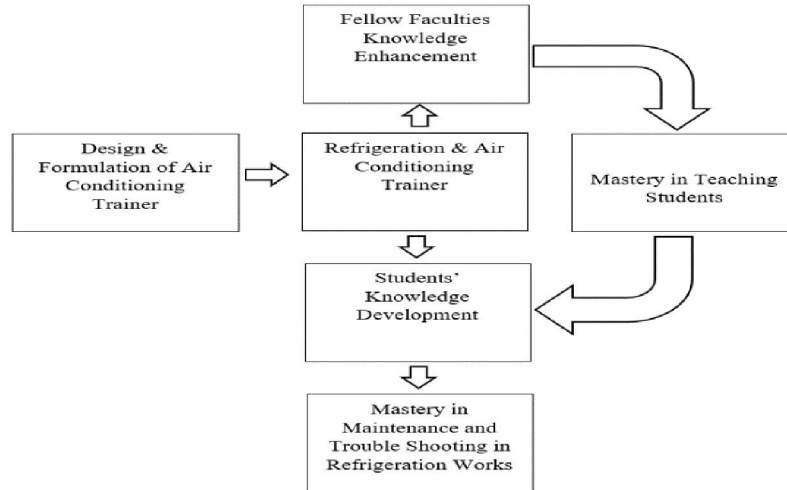 Fellow Faculties
Knowledge
Enhancement
Design &
Formulation of Air
Conditioning
Trainer
Refrigeration & Air
Conditioning
Trainer
Mastery in Teaching
Students
Students’
Knowledge
Development
Mastery in
Maintenance and
Trouble Shooting in
Refrigeration Works